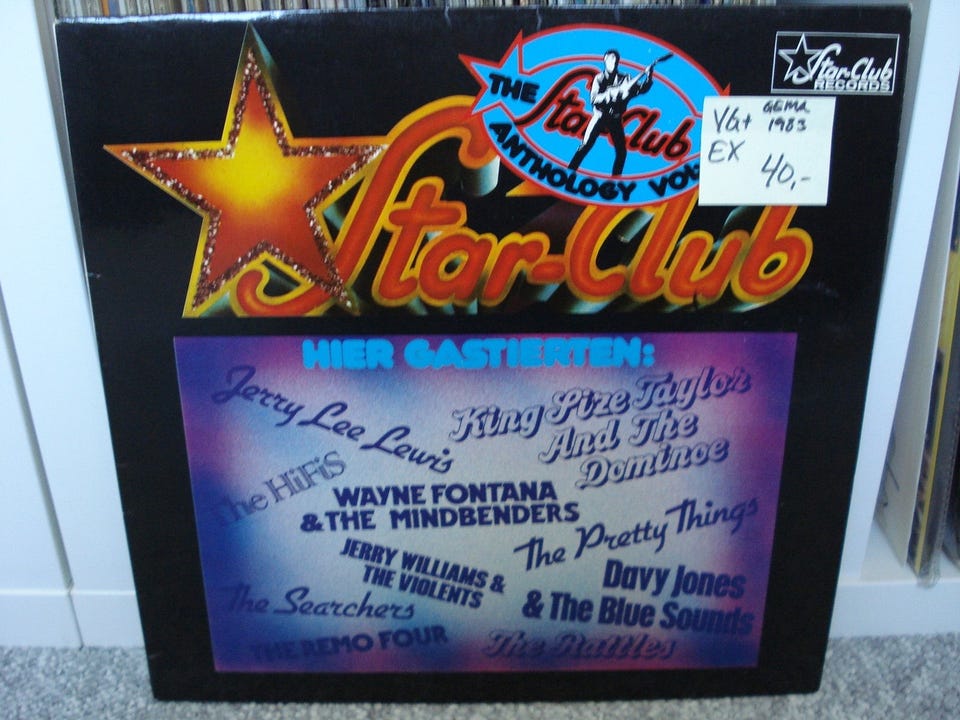 THE
Star-Club
ANTHOLOGY VOL.
Star-Club
RECORDS
VG+ GEMA
1983
EX
40,-
Star-Club
HIER GASTIERTEN:
Jerry Lee Lewis
King Size Taylor
And The
Dominoe
The HiFiS
WAYNE FONTANA
& THE MINDBENDERS
The Pretty Things
JERRY WILLIAMS &
THE VIOLENTS
Davy Jones
& The Blue Sounds
The Searchers
THE REMO FOUR
The Rattles